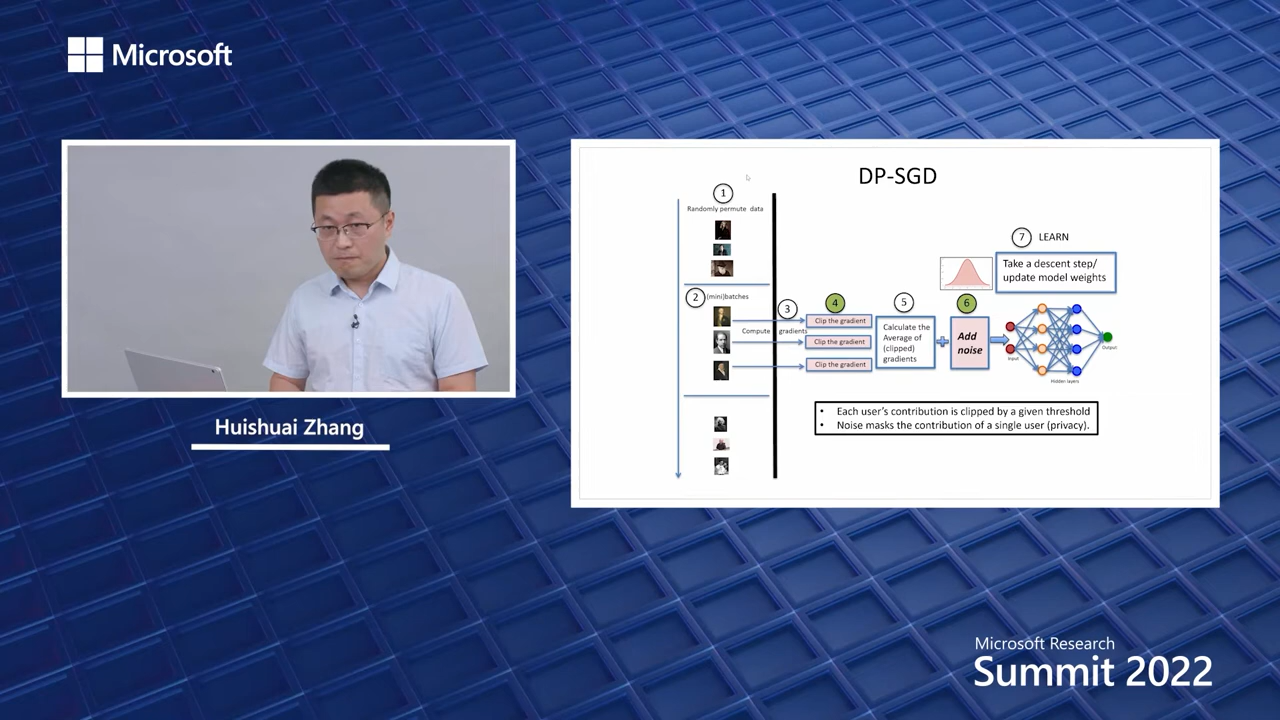 Microsoft
Huishuai Zhang
DP-SGD
1
Randomly permute data
2
(mini)batches
3
Compute gradients
4
Clip the gradient
Clip the gradient
Clip the gradient
5
Calculate the
Average of
(clipped)
gradients
6
Add
noise
7
LEARN
Take a descent step/
update model weights
Input
Hidden layers
Output
• Each user's contribution is clipped by a given threshold
• Noise masks the contribution of a single user (privacy).
Microsoft Research
Summit 2022